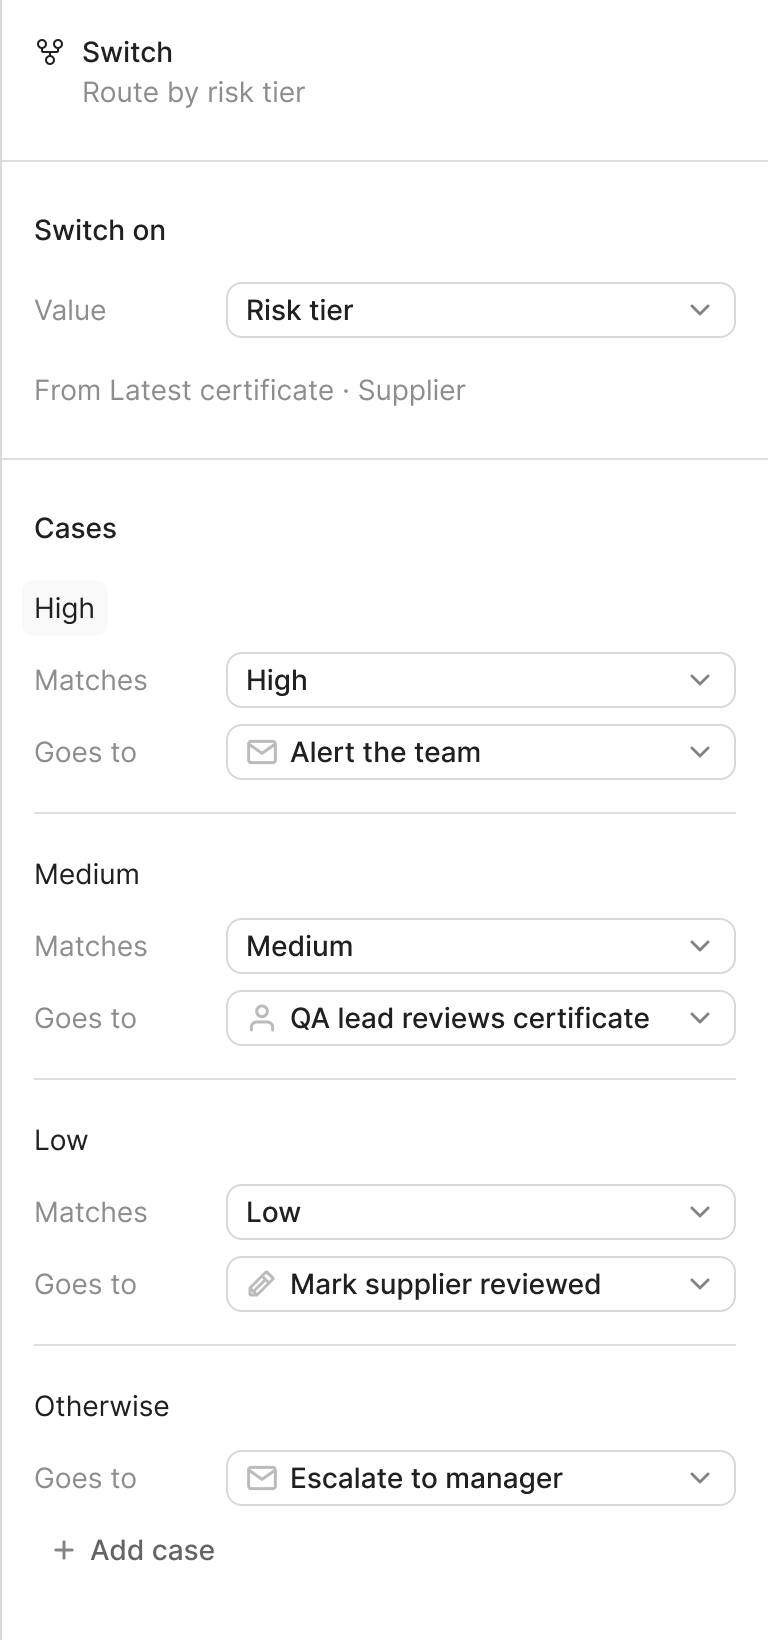 Switch
Route by risk tier
Switch on
Value Risk tier
From Latest certificate · Supplier
Cases
High
Matches High
Goes to Alert the team
Medium
Matches Medium
Goes to QA lead reviews certificate
Low
Matches Low
Goes to Mark supplier reviewed
Otherwise
Goes to Escalate to manager
+ Add case